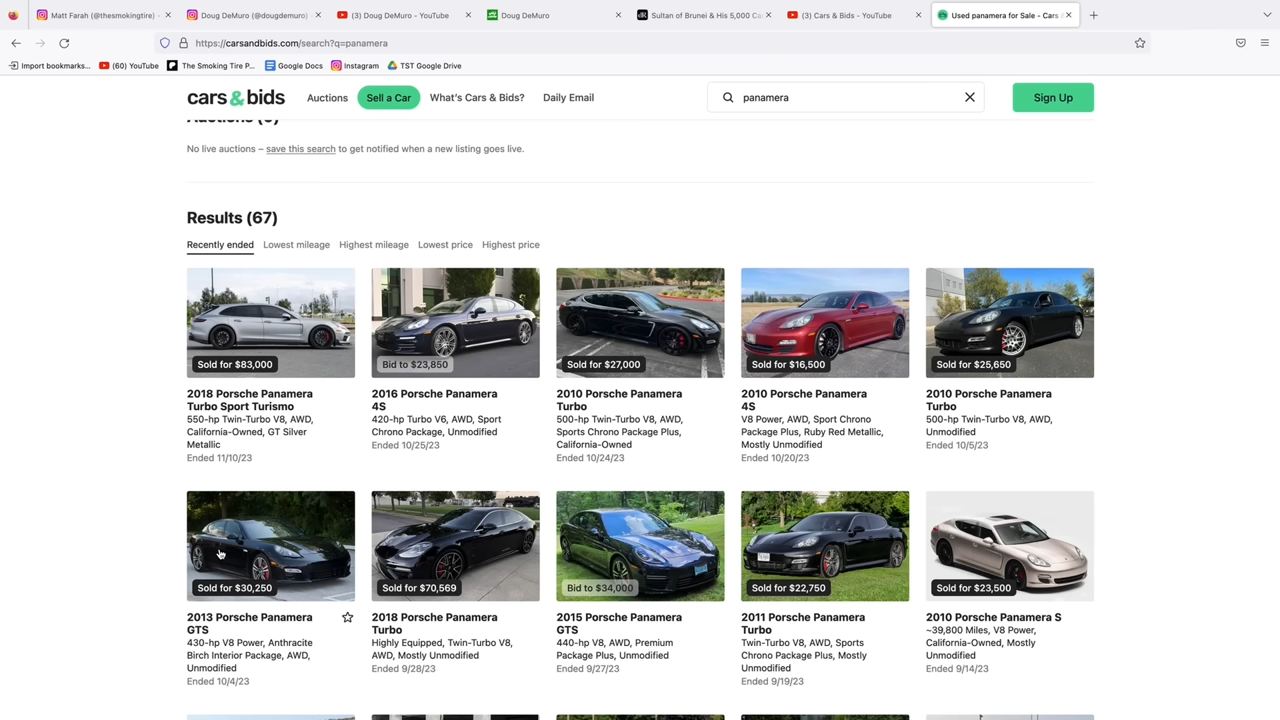 Matt Farah (@thesmokingtire) •
Doug DeMuro (@dougdemuro)
(3) Doug DeMuro - YouTube
Doug DeMuro
Sultan of Brunei & His 5,000 Ca
(3) Cars & Bids - YouTube
Used panamera for Sale - Cars
https://carsandbids.com/search?q=panamera
Import bookmarks...
(60) YouTube
The Smoking Tire P...
Google Docs
Instagram
TST Google Drive
cars&bids
Auctions
Sell a Car
What's Cars & Bids?
Daily Email
panamera
Sign Up
No live auctions – save this search to get notified when a new listing goes live.
Results (67)
Recently ended
Lowest mileage
Highest mileage
Lowest price
Highest price
Sold for $83,000
2018 Porsche Panamera
Turbo Sport Turismo
550-hp Twin-Turbo V8, AWD,
California-Owned, GT Silver
Metallic
Ended 11/10/23
Bid to $23,850
2016 Porsche Panamera
4S
420-hp Turbo V6, AWD, Sport
Chrono Package, Unmodified
Ended 10/25/23
Sold for $27,000
2010 Porsche Panamera
Turbo
500-hp Twin-Turbo V8, AWD,
Sports Chrono Package Plus,
California-Owned
Ended 10/24/23
Sold for $16,500
2010 Porsche Panamera
4S
V8 Power, AWD, Sport Chrono
Package Plus, Ruby Red Metallic,
Mostly Unmodified
Ended 10/20/23
Sold for $25,650
2010 Porsche Panamera
Turbo
500-hp Twin-Turbo V8, AWD,
Unmodified
Ended 10/5/23
Sold for $30,250
2013 Porsche Panamera
GTS
430-hp V8 Power, Anthracite
Birch Interior Package, AWD,
Unmodified
Ended 10/4/23
Sold for $70,569
2018 Porsche Panamera
Turbo
Highly Equipped, Twin-Turbo V8,
AWD, Mostly Unmodified
Ended 9/28/23
Bid to $34,000
2015 Porsche Panamera
GTS
440-hp V8, AWD, Premium
Package Plus, Unmodified
Ended 9/27/23
Sold for $22,750
2011 Porsche Panamera
Turbo
Twin-Turbo V8, AWD, Sports
Chrono Package Plus, Mostly
Unmodified
Ended 9/19/23
Sold for $23,500
2010 Porsche Panamera S
~39,800 Miles, V8 Power,
California-Owned, Mostly
Unmodified
Ended 9/14/23